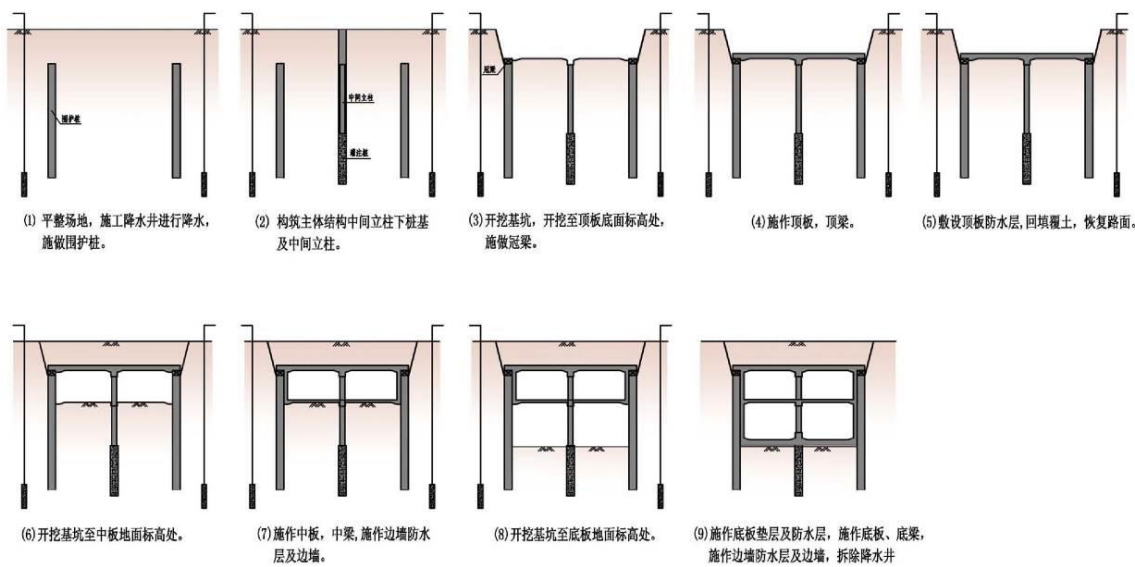 围护桩
(1) 平整场地，施工降水井进行降水，
施做围护桩。
中间立柱
灌注桩
(2) 构筑主体结构中间立柱下桩基
及中间立柱。
冠梁
(3)开挖基坑，开挖至顶板底面标高处，
施做冠梁。
(4)施作顶板，顶梁。
(5)敷设顶板防水层,回填覆土，恢复路面。
(6)开挖基坑至中板地面标高处。
(7)施作中板，中梁,施作边墙防水
层及边墙。
(8)开挖基坑至底板地面标高处。
(9)施作底板垫层及防水层，施作底板、底梁，
施作边墙防水层及边墙，拆除降水井